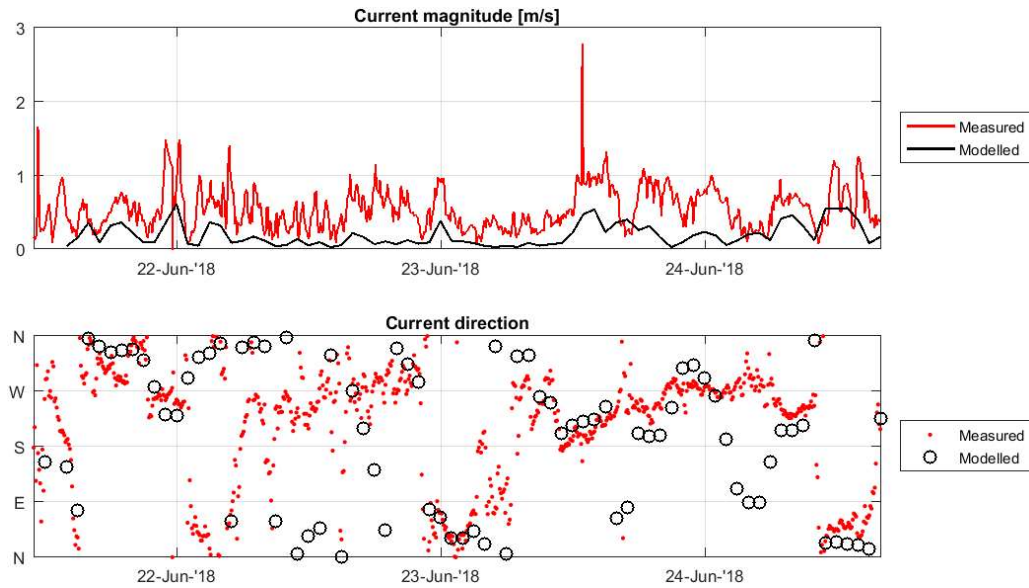 Current magnitude [m/s]
3
2
1
0
22-Jun-'18
23-Jun-'18
24-Jun-'18
Measured
Modelled
Current direction
N
W
S
E
N
22-Jun-'18
23-Jun-'18
24-Jun-'18
Measured
Modelled